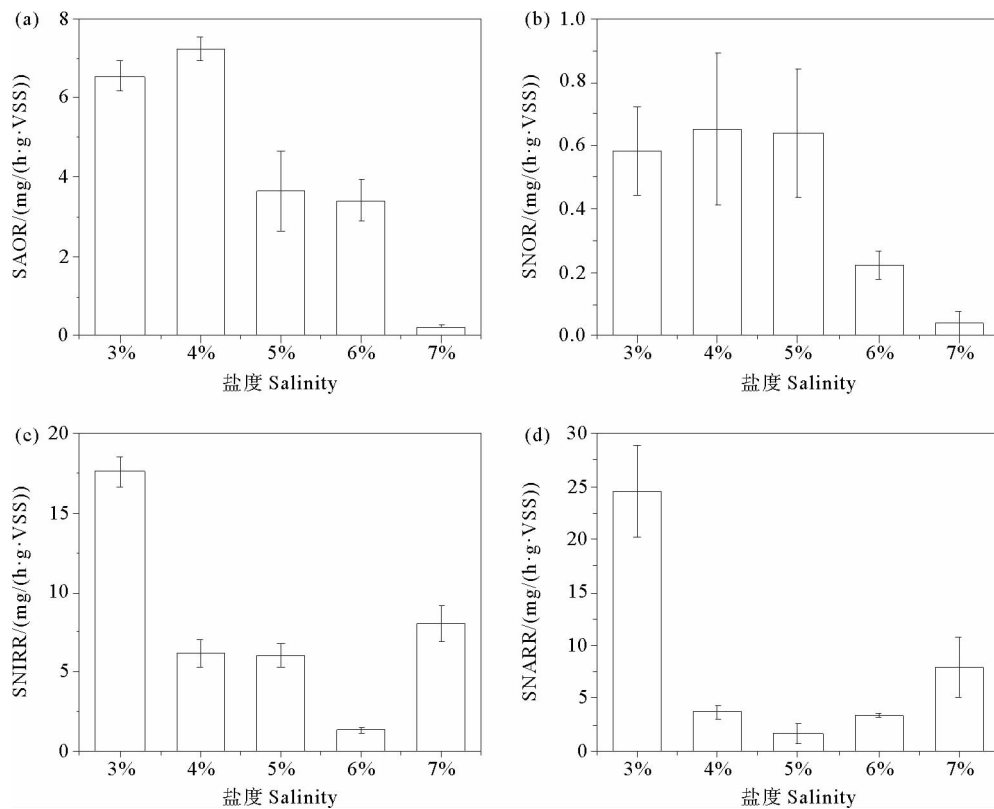 (a)
SAOR/(mg/(h·g·VSS))
8
6
4
2
0
3% 4% 5% 6% 7%
盐度 Salinity
(b)
SNOR/(mg/(h·g·VSS))
1.0
0.8
0.6
0.4
0.2
0.0
3% 4% 5% 6% 7%
盐度 Salinity
(c)
SNIRR/(mg/(h·g·VSS))
20
15
10
5
0
3% 4% 5% 6% 7%
盐度 Salinity
(d)
SNARR/(mg/(h·g·VSS))
30
25
20
15
10
5
0
3% 4% 5% 6% 7%
盐度 Salinity